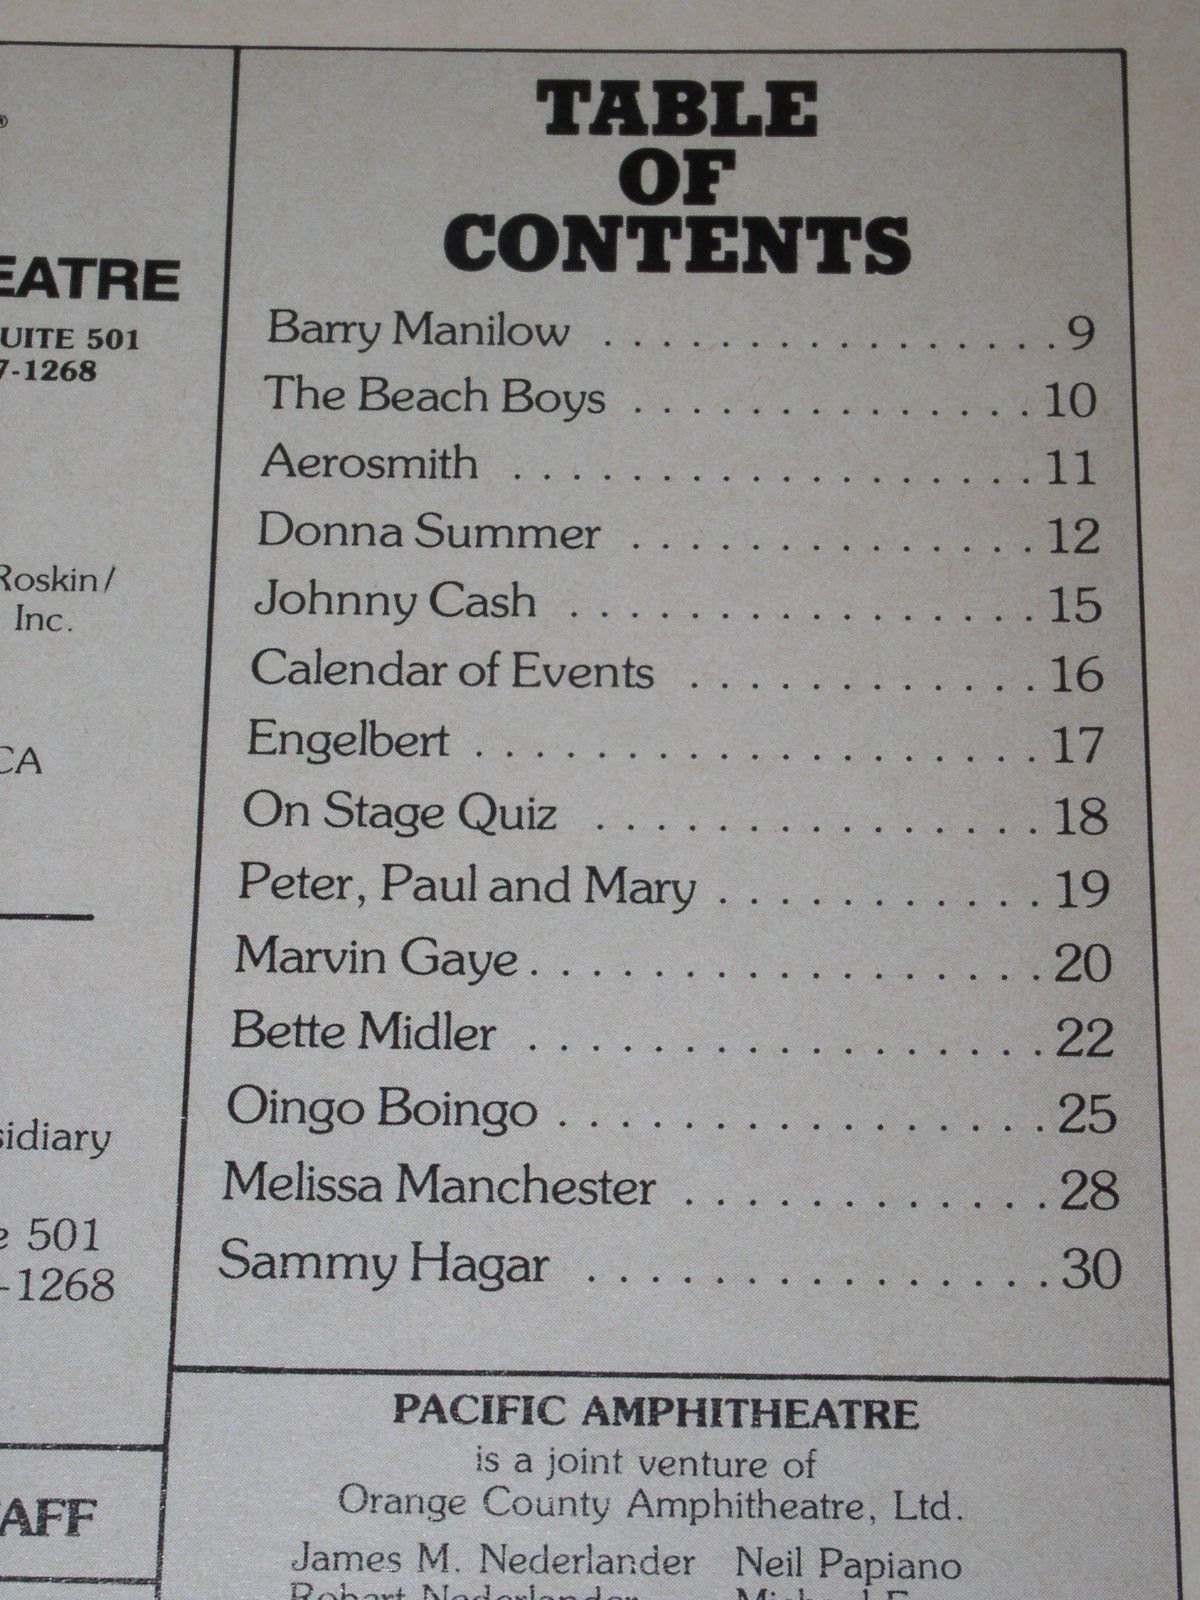 ®
EATRE
UITE 501
7-1268
Roskin/
Inc.
CA
sidiary
e 501
-1268
AFF
TABLE
OF
CONTENTS
Barry Manilow . . . . . . . . . . . . . . . . . 9
The Beach Boys . . . . . . . . . . . . . . 10
Aerosmith . . . . . . . . . . . . . . . . . . 11
Donna Summer . . . . . . . . . . . . . . 12
Johnny Cash . . . . . . . . . . . . . . . . 15
Calendar of Events . . . . . . . . . . . . 16
Engelbert . . . . . . . . . . . . . . . . . . . 17
On Stage Quiz . . . . . . . . . . . . . . . 18
Peter, Paul and Mary . . . . . . . . . . . 19
Marvin Gaye . . . . . . . . . . . . . . . . . 20
Bette Midler . . . . . . . . . . . . . . . . . 22
Oingo Boingo . . . . . . . . . . . . . . . . 25
Melissa Manchester . . . . . . . . . . . . 28
Sammy Hagar . . . . . . . . . . . . . . . 30
PACIFIC AMPHITHEATRE
is a joint venture of
Orange County Amphitheatre, Ltd.
James M. Nederlander Neil Papiano
Robert Nederlander Michael